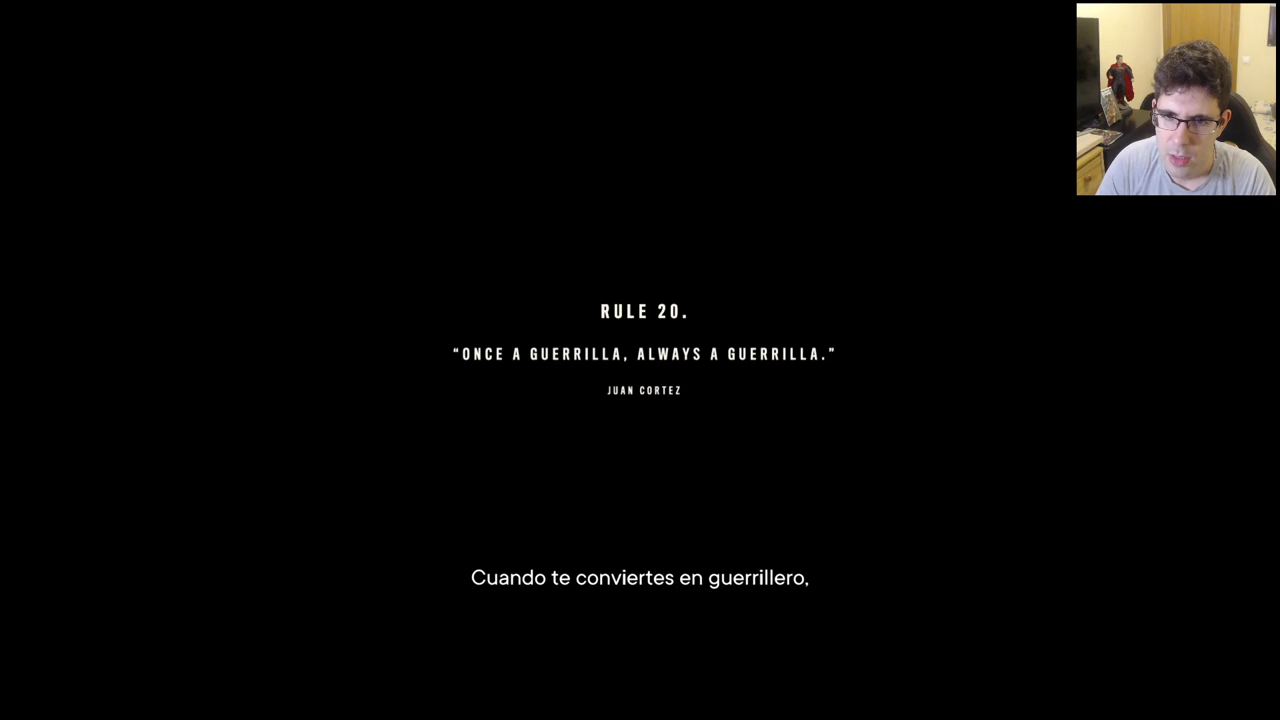 RULE 20.
“ONCE A GUERRILLA, ALWAYS A GUERRILLA.”
JUAN CORTEZ
Cuando te conviertes en guerrillero,